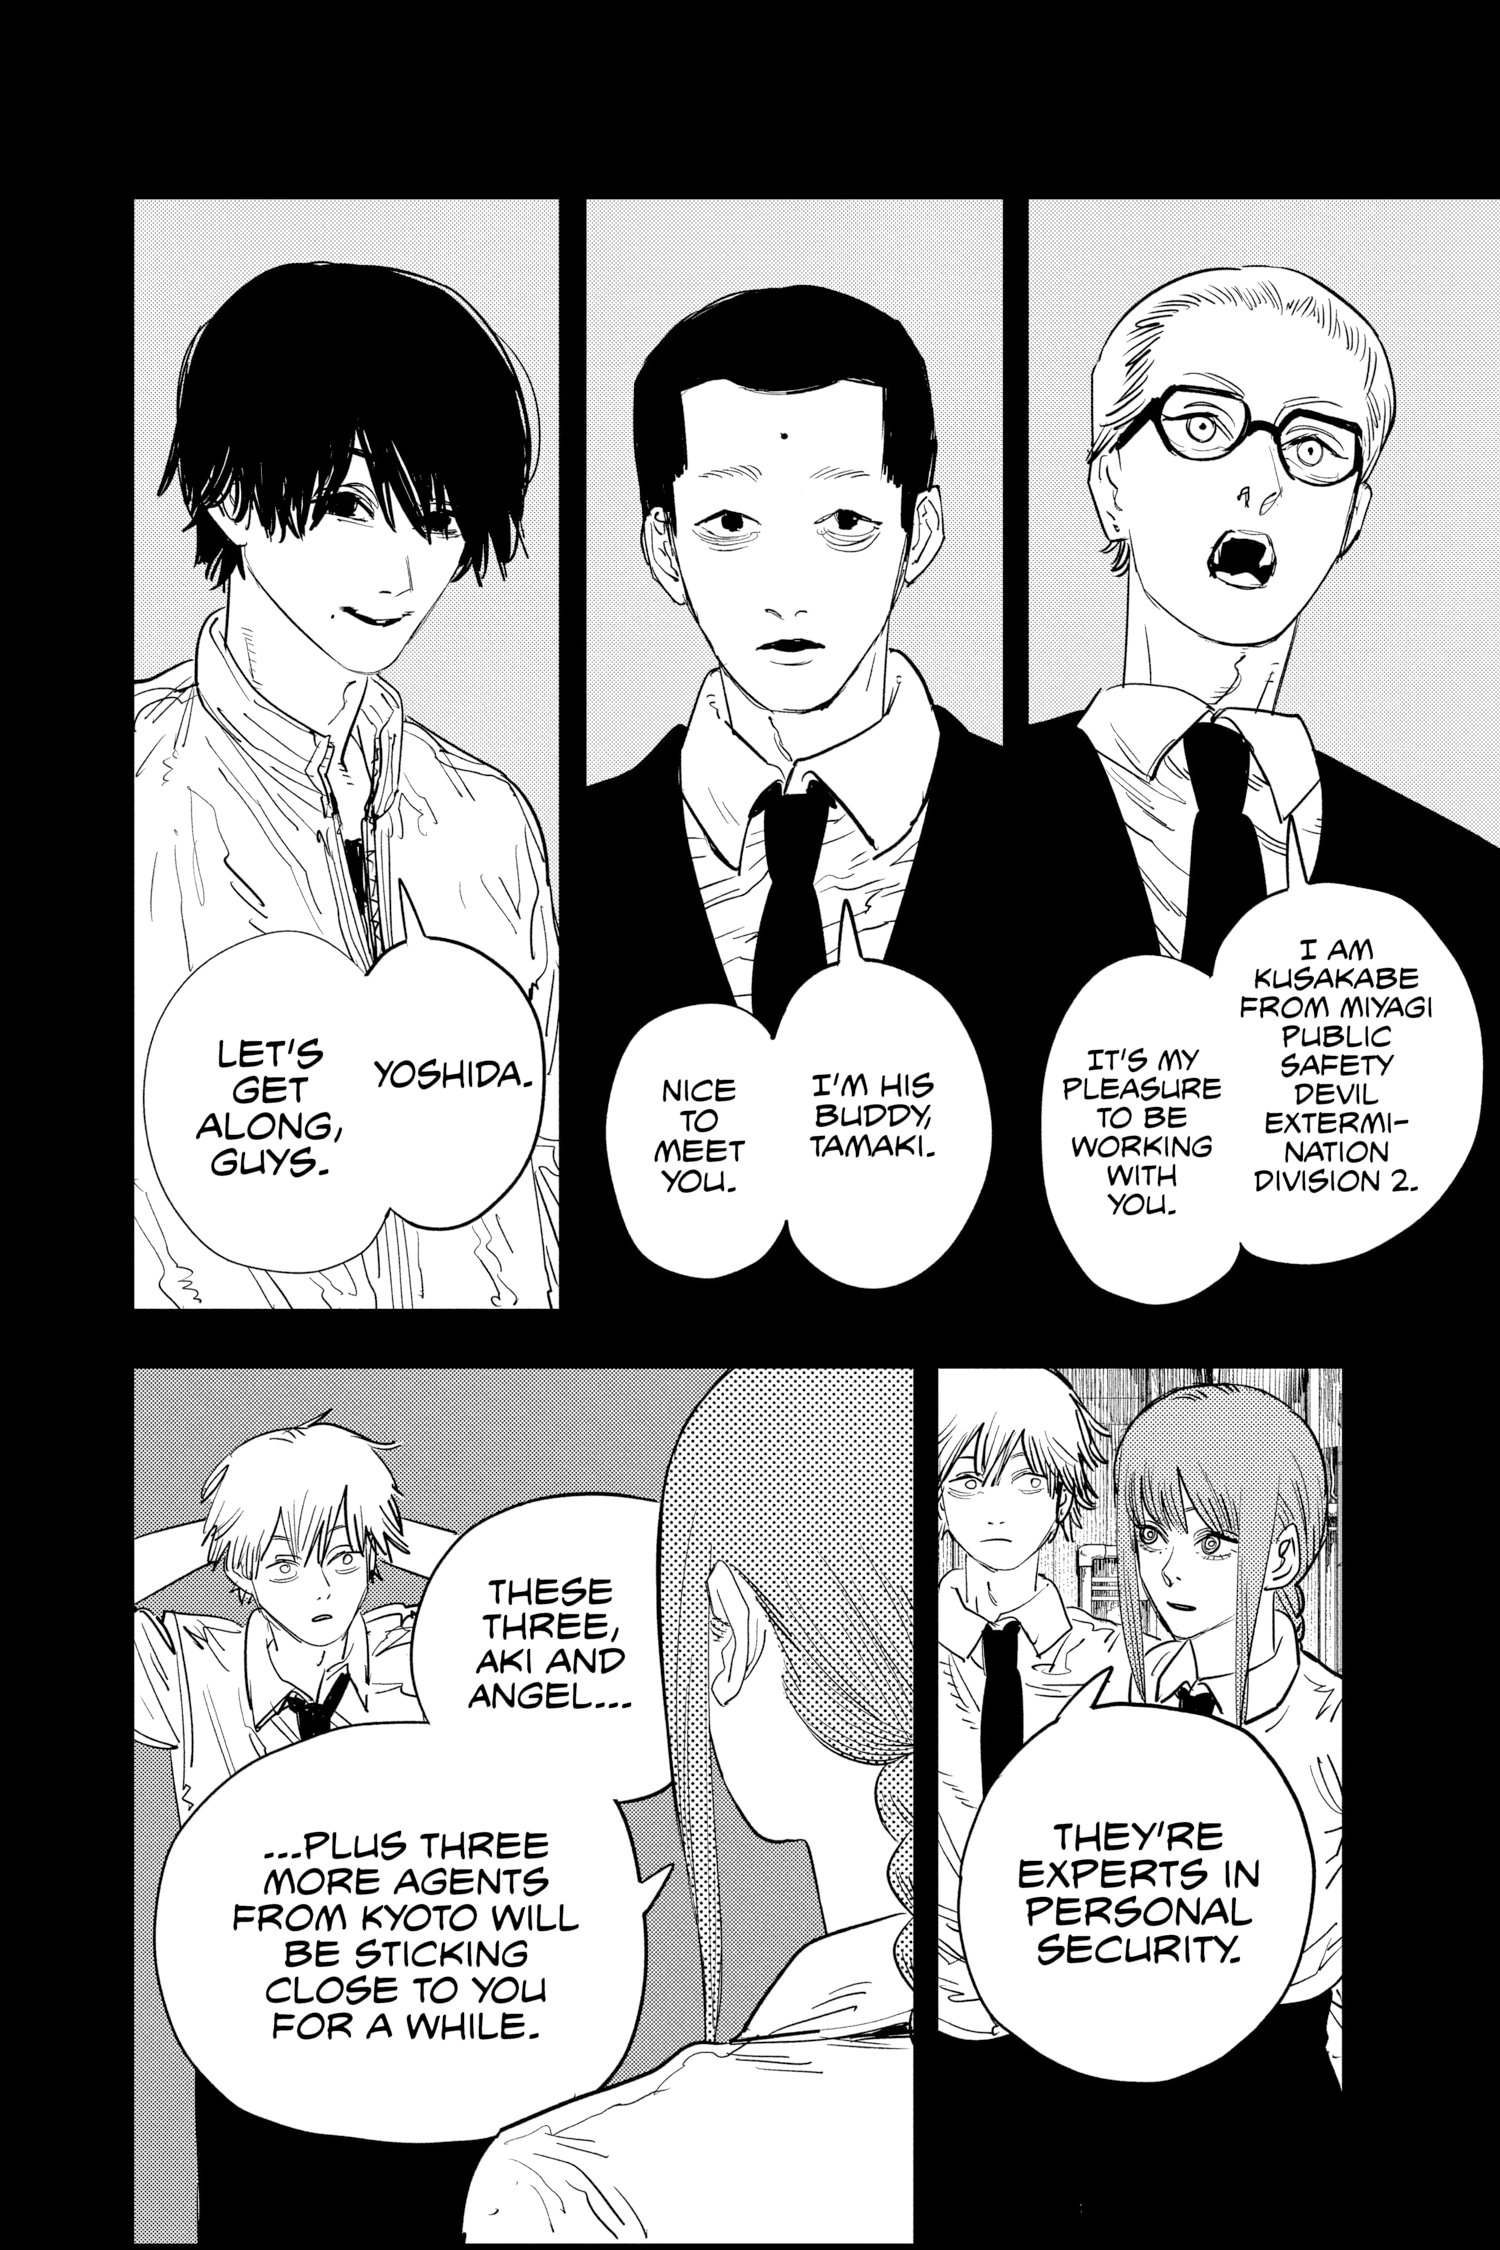 I AM
KUSAKABE
FROM MIYAGI
PUBLIC
SAFETY
DEVIL
EXTERMI-
NATION
DIVISION 2.
IT'S MY
PLEASURE
TO BE
WORKING
WITH
YOU.
I'M HIS
BUDDY,
TAMAKI.
NICE
TO
MEET
YOU.
YOSHIDA.
LET'S
GET
ALONG,
GUYS.
THEY'RE
EXPERTS IN
PERSONAL
SECURITY.
THESE
THREE,
AKI AND
ANGEL...
...PLUS THREE
MORE AGENTS
FROM KYOTO WILL
BE STICKING
CLOSE TO YOU
FOR A WHILE.